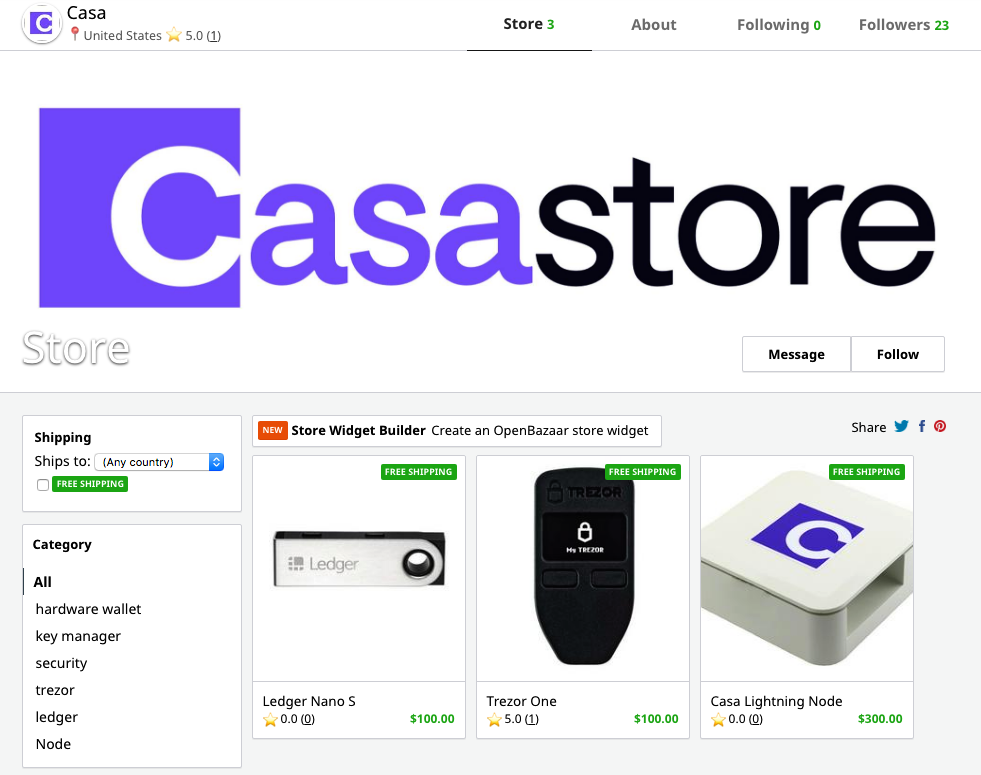 Casa
United States 5.0 (1)
Store 3
About
Following 0
Followers 23
Casastore
Store
Message
Follow
Shipping
Ships to: (Any country)
FREE SHIPPING
Category
All
hardware wallet
key manager
security
trezor
ledger
Node
NEW Store Widget Builder Create an OpenBazaar store widget
Share
FREE SHIPPING
Ledger
Ledger Nano S
0.0 (0) $100.00
FREE SHIPPING
TREZOR
My TREZOR
Trezor One
5.0 (1) $100.00
FREE SHIPPING
C
Casa Lightning Node
0.0 (0) $300.00